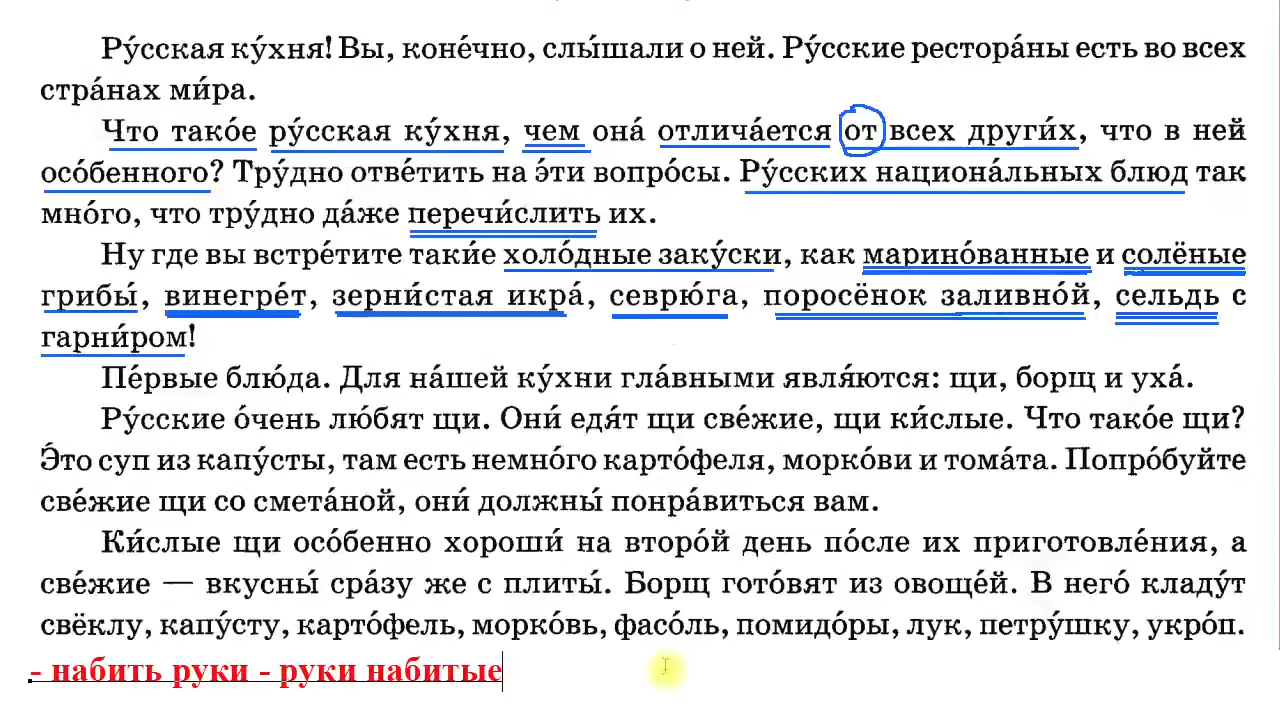 Ру́сская ку́хня! Вы, коне́чно, слы́шали о ней. Ру́сские рестора́ны есть во всех
стра́нах ми́ра.
Что тако́е ру́сская ку́хня, чем она́ отлича́ется от всех други́х, что в ней
осо́бенного? Тру́дно отве́тить на э́ти вопро́сы. Ру́сских национа́льных блюд так
мно́го, что тру́дно да́же перечи́слить их.
Ну где вы встре́тите таки́е холо́дные заку́ски, как марино́ванные и солёные
грибы́, винегре́т, зерни́стая икра́, севрю́га, поросёнок заливно́й, сельдь с
гарни́ром!
Пе́рвые блю́да. Для на́шей ку́хни гла́вными явля́ются: щи, борщ и уха́.
Ру́сские о́чень лю́бят щи. Они́ едя́т щи све́жие, щи ки́слые. Что тако́е щи?
Э́то суп из капу́сты, там есть немно́го карто́феля, морко́ви и тома́та. Попро́буйте
све́жие щи со смета́ной, они́ должны́ понра́виться вам.
Ки́слые щи осо́бенно хороши́ на второ́й день по́сле их приготовле́ния, а
све́жие — вкусны́ сра́зу же с плиты́. Борщ гото́вят из овоще́й. В него́ кладу́т
свёклу, капу́сту, карто́фель, морко́вь, фасо́ль, помидо́ры, лук, петру́шку, укро́п.
- набить руки - руки набитые